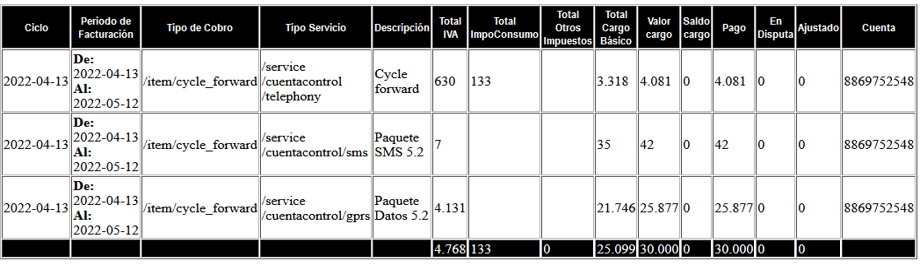 Ciclo Periodo de Facturación Tipo de Cobro Tipo Servicio Descripción Total IVA Total ImpoConsumo Total Otros Impuestos Total Cargo Básico Valor cargo Saldo cargo Pago En Disputa Ajustado Cuenta
2022-04-13 De: 2022-04-13 Al: 2022-05-12 /item/cycle_forward /service /cuentacontrol /telephony Cycle forward 630 133 3.318 4.081 0 4.081 0 0 8869752548
2022-04-13 De: 2022-04-13 Al: 2022-05-12 /item/cycle_forward /service /cuentacontrol/sms Paquete SMS 5.2 7 35 42 0 42 0 0 8869752548
2022-04-13 De: 2022-04-13 Al: 2022-05-12 /item/cycle_forward /service /cuentacontrol/gprs Paquete Datos 5.2 4.131 21.746 25.877 0 25.877 0 0 8869752548
4.768 133 0 25.099 30.000 0 30.000 0 0